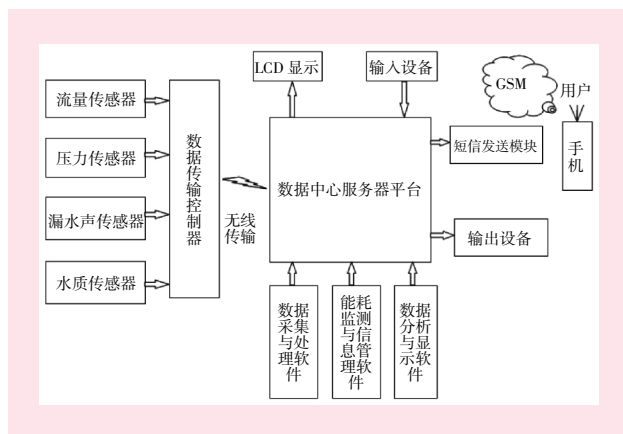 LCD 显示
输入设备
GSM
用户
流量传感器
压力传感器
漏水声传感器
水质传感器
数据传输控制器
无线
传输
数据中心服务器平台
短信发送模块
手机
输出设备
数据
采集
与处
理软
件
能耗
监测
与信
息管
理软
件
数据
分析
与显
示软
件